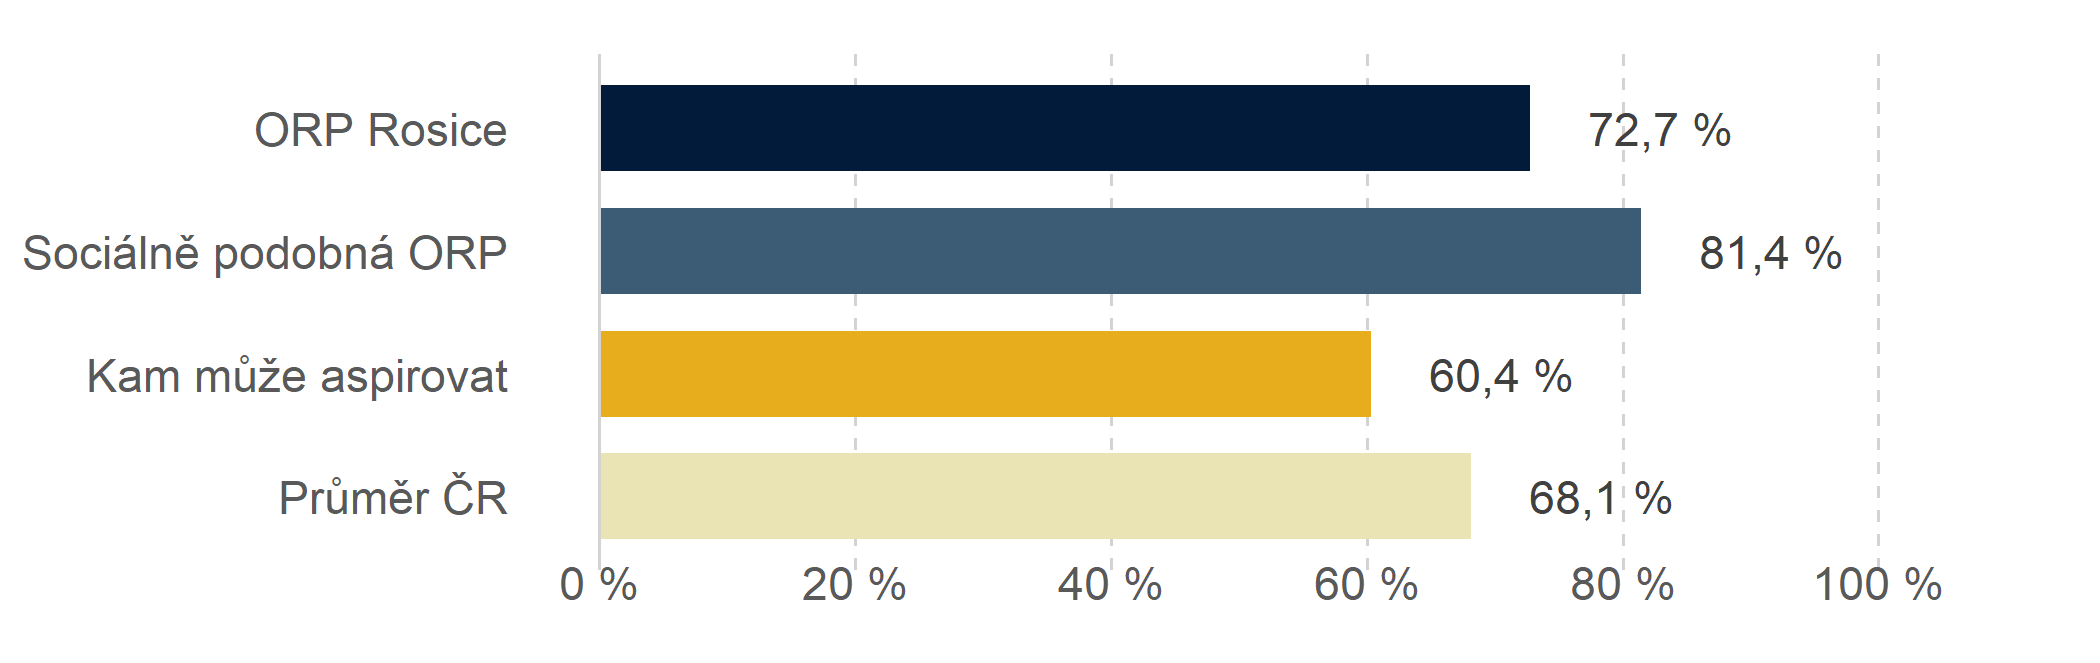 ORP Rosice 72,7 %
Sociálně podobná ORP 81,4 %
Kam může aspirovat 60,4 %
Průměr ČR 68,1 %
0 % 20 % 40 % 60 % 80 % 100 %